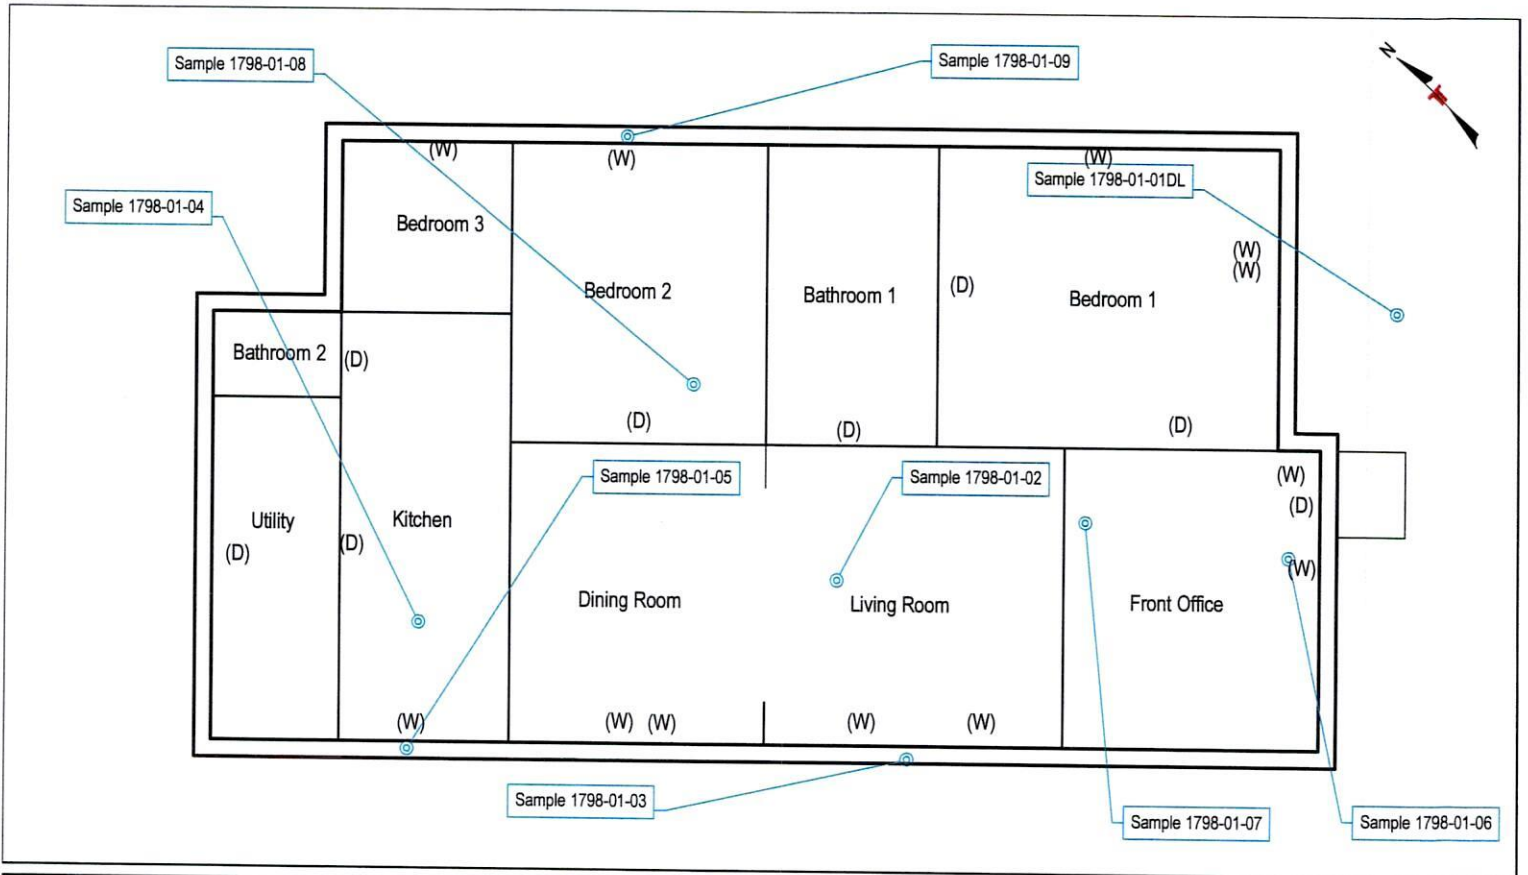 Sample 1798-01-08
Sample 1798-01-09
N
(W)
(W)
(W)
Sample 1798-01-01DL
Sample 1798-01-04
Bedroom 3
(W)
(W)
Bedroom 2
Bathroom 1
(D)
Bedroom 1
Bathroom 2
(D)
(D)
(D)
(D)
Sample 1798-01-05
Sample 1798-01-02
(W)
(D)
Utility
Kitchen
(D)
(D)
(W)
Dining Room
Living Room
Front Office
(W)
(W)
(W)
(W)
(W)
Sample 1798-01-03
Sample 1798-01-07
Sample 1798-01-06